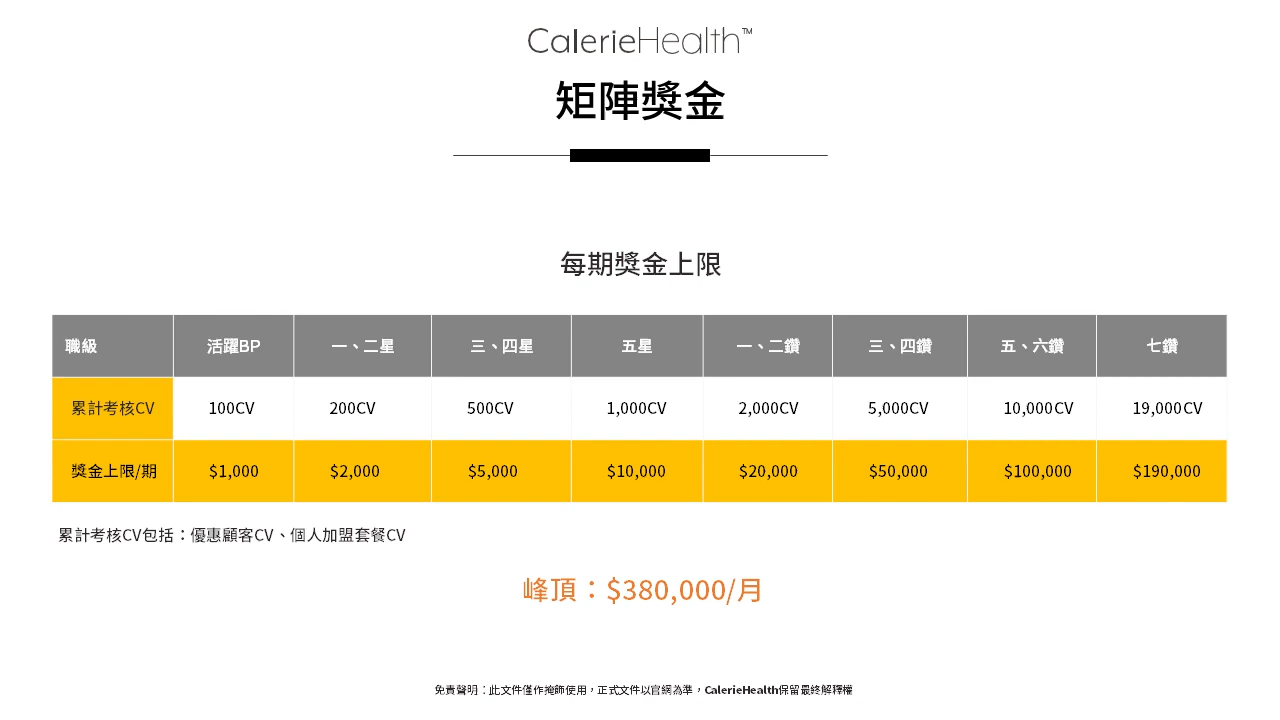 CalerieHealth™
矩陣獎金
每期獎金上限
職級 活躍BP 一、二星 三、四星 五星 一、二鑽 三、四鑽 五、六鑽 七鑽
累計考核CV 100CV 200CV 500CV 1,000CV 2,000CV 5,000CV 10,000CV 19,000CV
獎金上限/期 $1,000 $2,000 $5,000 $10,000 $20,000 $50,000 $100,000 $190,000
累計考核CV包括：優惠顧客CV、個人加盟套餐CV
峰頂：$380,000/月
免責聲明：此文件僅作掩飾使用，正式文件以官網為準，CalerieHealth保留最終解釋權